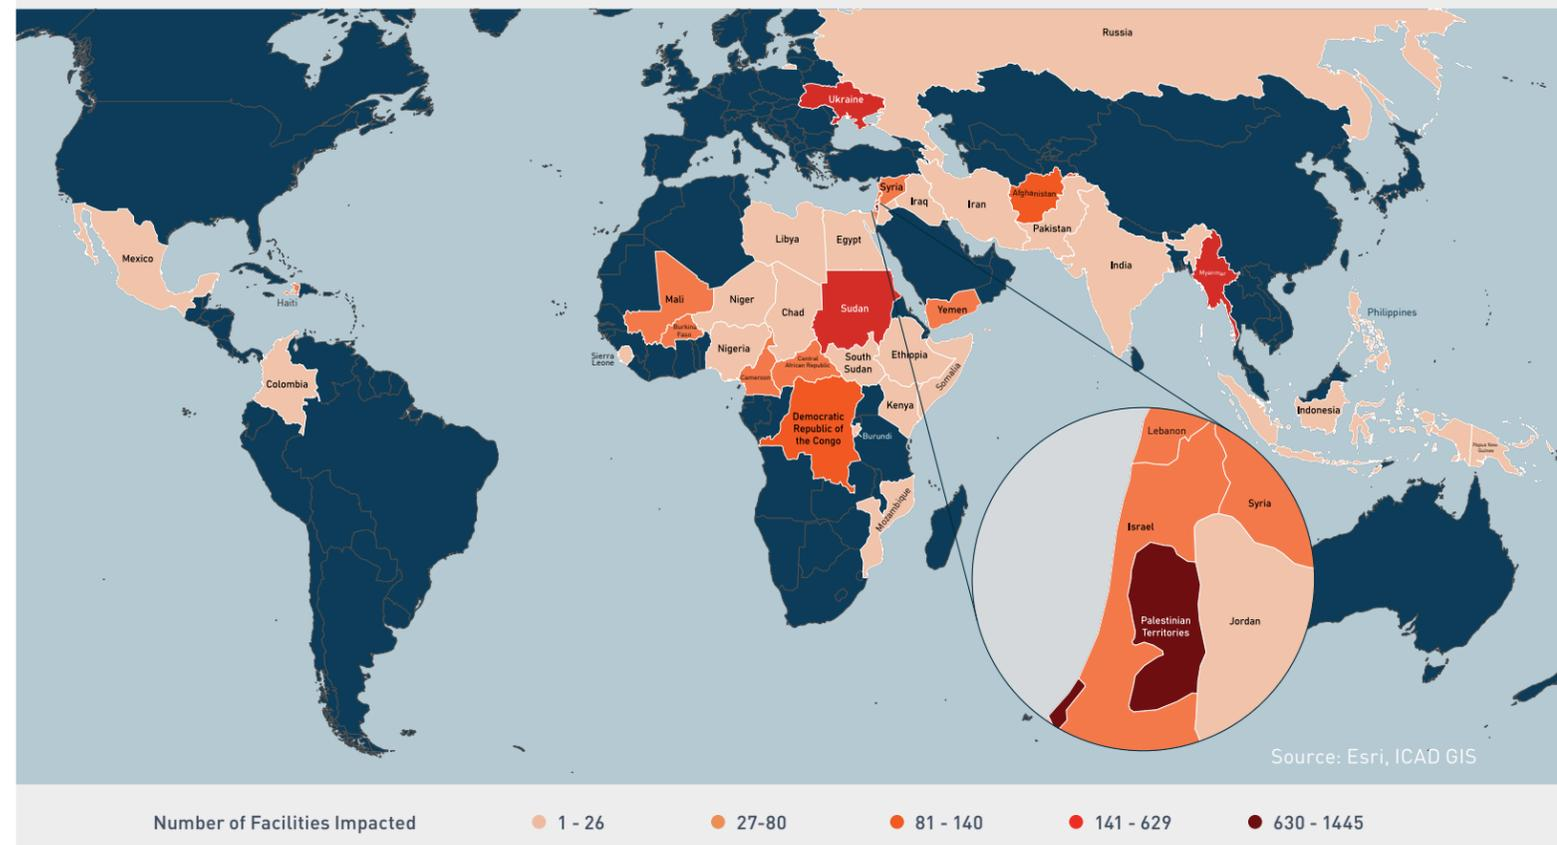 Russia
Ukraine
Syria
Iraq
Iran
Afghanistan
Pakistan
India
Myanmar
Mexico
Haiti
Libya
Egypt
Mali
Niger
Chad
Sudan
Yemen
Burkina
Faso
Philippines
Sierra
Leone
Nigeria
Central
African Republic
South
Sudan
Ethiopia
Somalia
Cameroon
Colombia
Kenya
Indonesia
Democratic
Republic of
the Congo
Burundi
Papua New
Guinea
Mozambique
Lebanon
Syria
Israel
Palestinian
Territories
Jordan
Source: Esri, ICAD GIS
Number of Facilities Impacted
1 - 26
27-80
81 - 140
141 - 629
630 - 1445